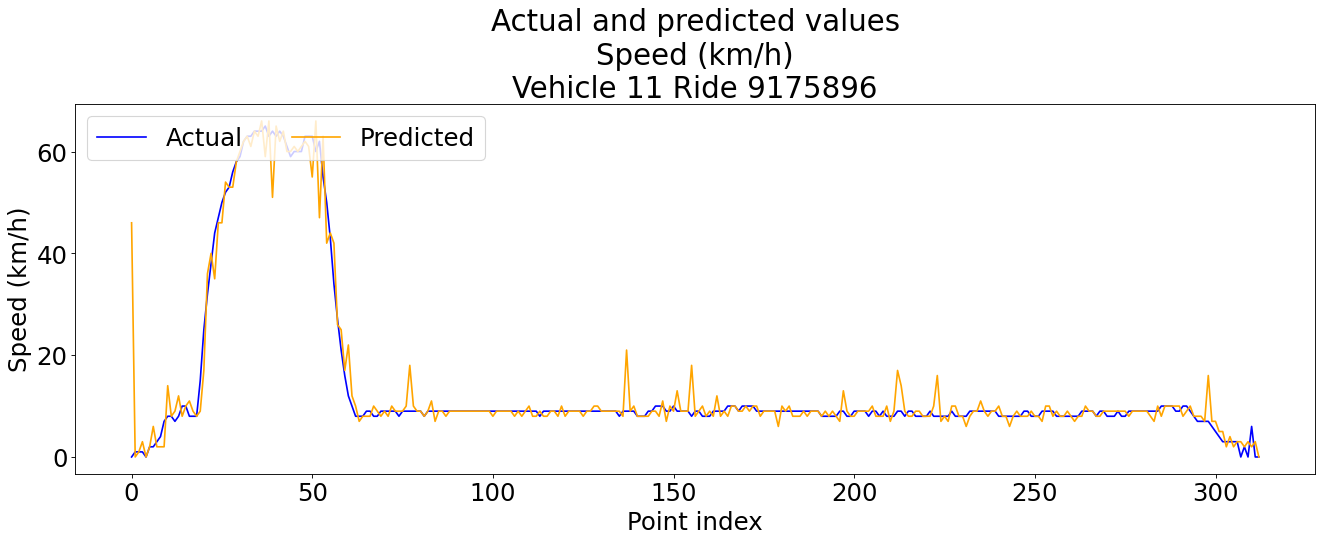 Actual and predicted values
Speed (km/h)
Vehicle 11 Ride 9175896
Actual Predicted
Speed (km/h)
60
40
20
0
0 50 100 150 200 250 300
Point index